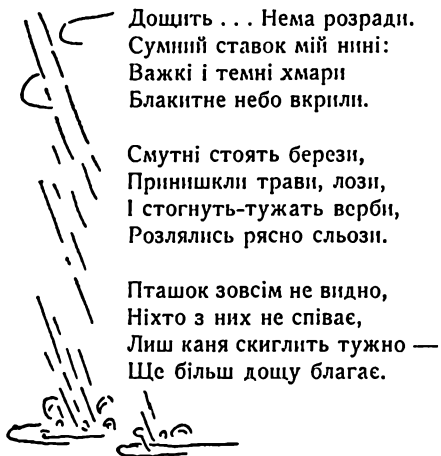 Дощить . . . Нема розради.
Сумний ставок мій нині:
Важкі і темні хмари
Блакитне небо вкрили.
Смутні стоять берези,
Принишкли трави, лози,
І стогнуть-тужать верби,
Розлялись рясно сльози.
Пташок зовсім не видно,
Ніхто з них не співає,
Лиш каня скиглить тужно —
Ще більш дощу благає.